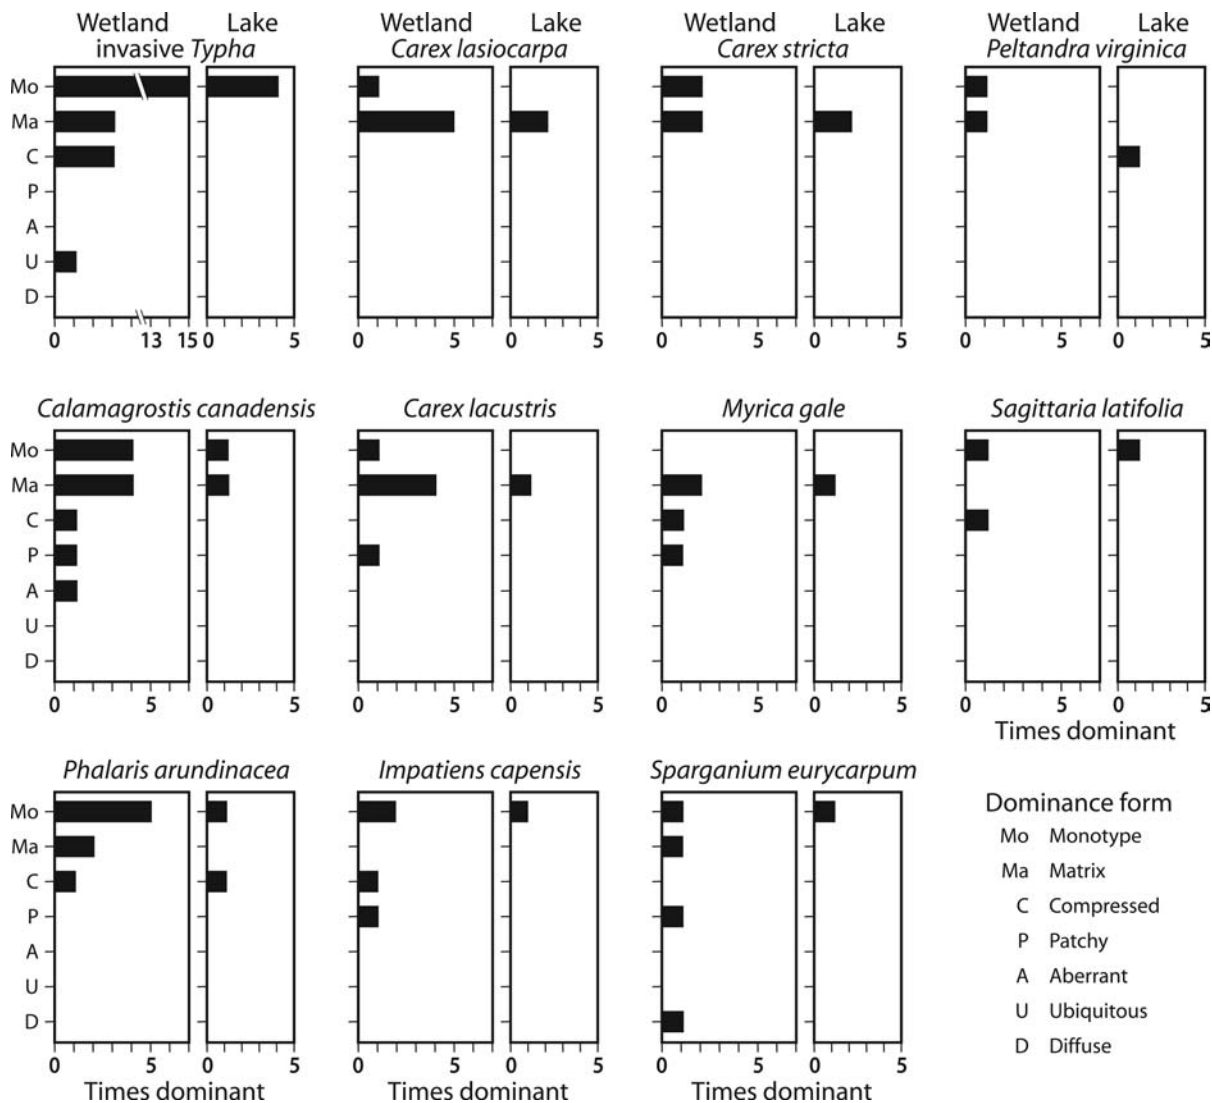 Wetland Lake Wetland Lake Wetland Lake Wetland Lake
invasive Typha Carex lasiocarpa Carex stricta Peltandra virginica
Mo
Ma
C
P
A
U
D
0 13 15 0 5 0 5 0 5 0 5 0 5 0 5 0 5
Calamagrostis canadensis Carex lacustris Myrica gale Sagittaria latifolia
Mo
Ma
C
P
A
U
D
0 5 0 5 0 5 0 5 0 5 0 5 0 5 0 5
Times dominant
Phalaris arundinacea Impatiens capensis Sparganium eurycarpum
Mo
Ma
C
P
A
U
D
0 5 0 5 0 5 0 5 0 5 0 5
Times dominant Times dominant Times dominant
Dominance form
Mo Monotype
Ma Matrix
C Compressed
P Patchy
A Aberrant
U Ubiquitous
D Diffuse